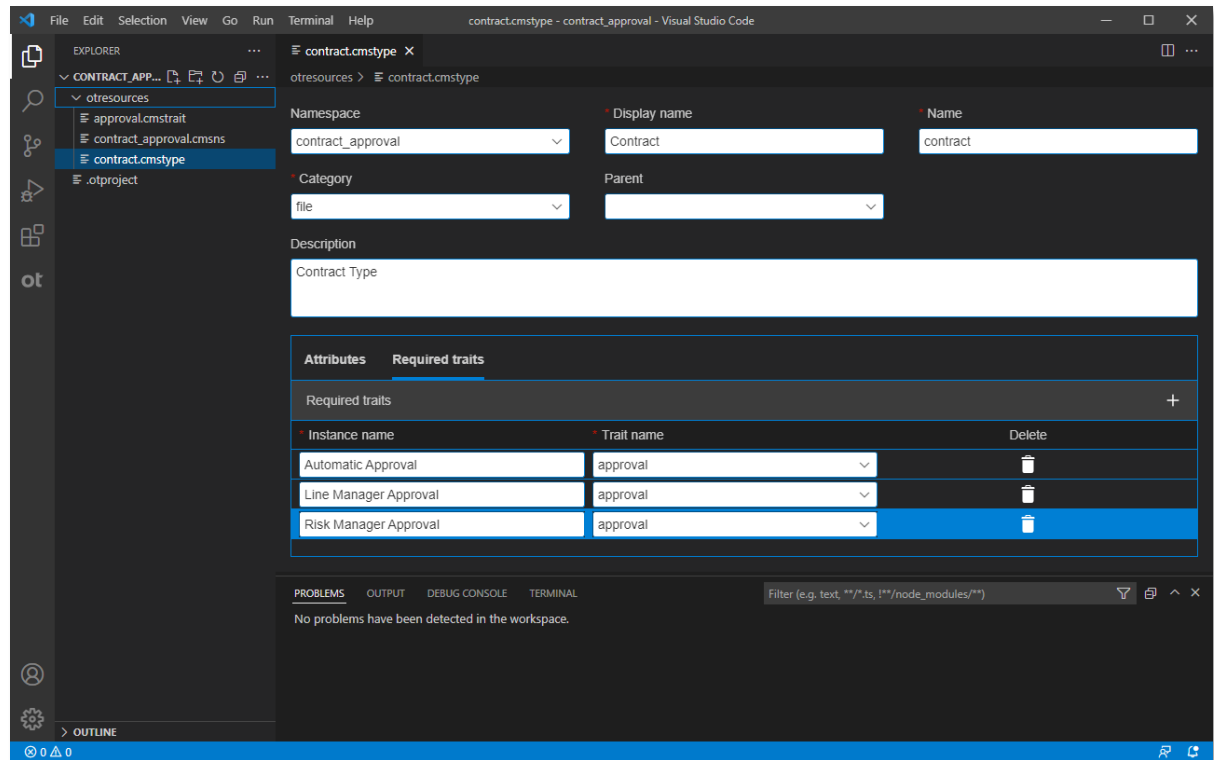 File Edit Selection View Go Run Terminal Help contract.cmstype - contract_approval - Visual Studio Code
EXPLORER
CONTRACT_APP...
otresources
approval.cmstrait
contract_approval.cmsns
contract.cmstype
.otproject
ot
OUTLINE
contract.cmstype
otresources > contract.cmstype
Namespace * Display name * Name
contract_approval Contract contract
* Category Parent
file
Description
Contract Type
Attributes Required traits
Required traits
* Instance name * Trait name Delete
Automatic Approval approval
Line Manager Approval approval
Risk Manager Approval approval
PROBLEMS OUTPUT DEBUG CONSOLE TERMINAL Filter (e.g. text, **/*.ts, !**/node_modules/**)
No problems have been detected in the workspace.
0 0